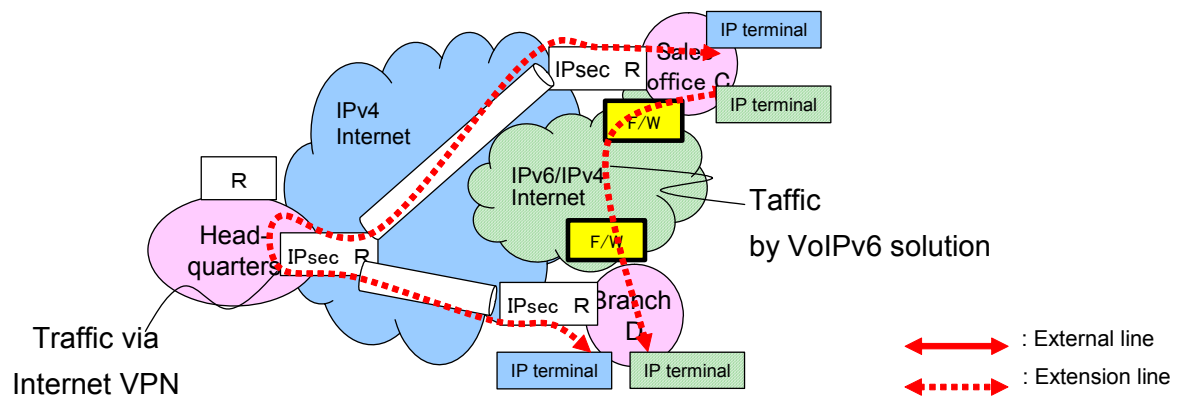 IP terminal
IPsec R
Sales
office C
IP terminal
IPv4
Internet
F/W
R
IPv6/IPv4
Internet
Taffic
by VoIPv6 solution
Head-
quarters
IPsec R
F/W
IPsec R
Branch
D
Traffic via
Internet VPN
IP terminal
IP terminal
: External line
: Extension line